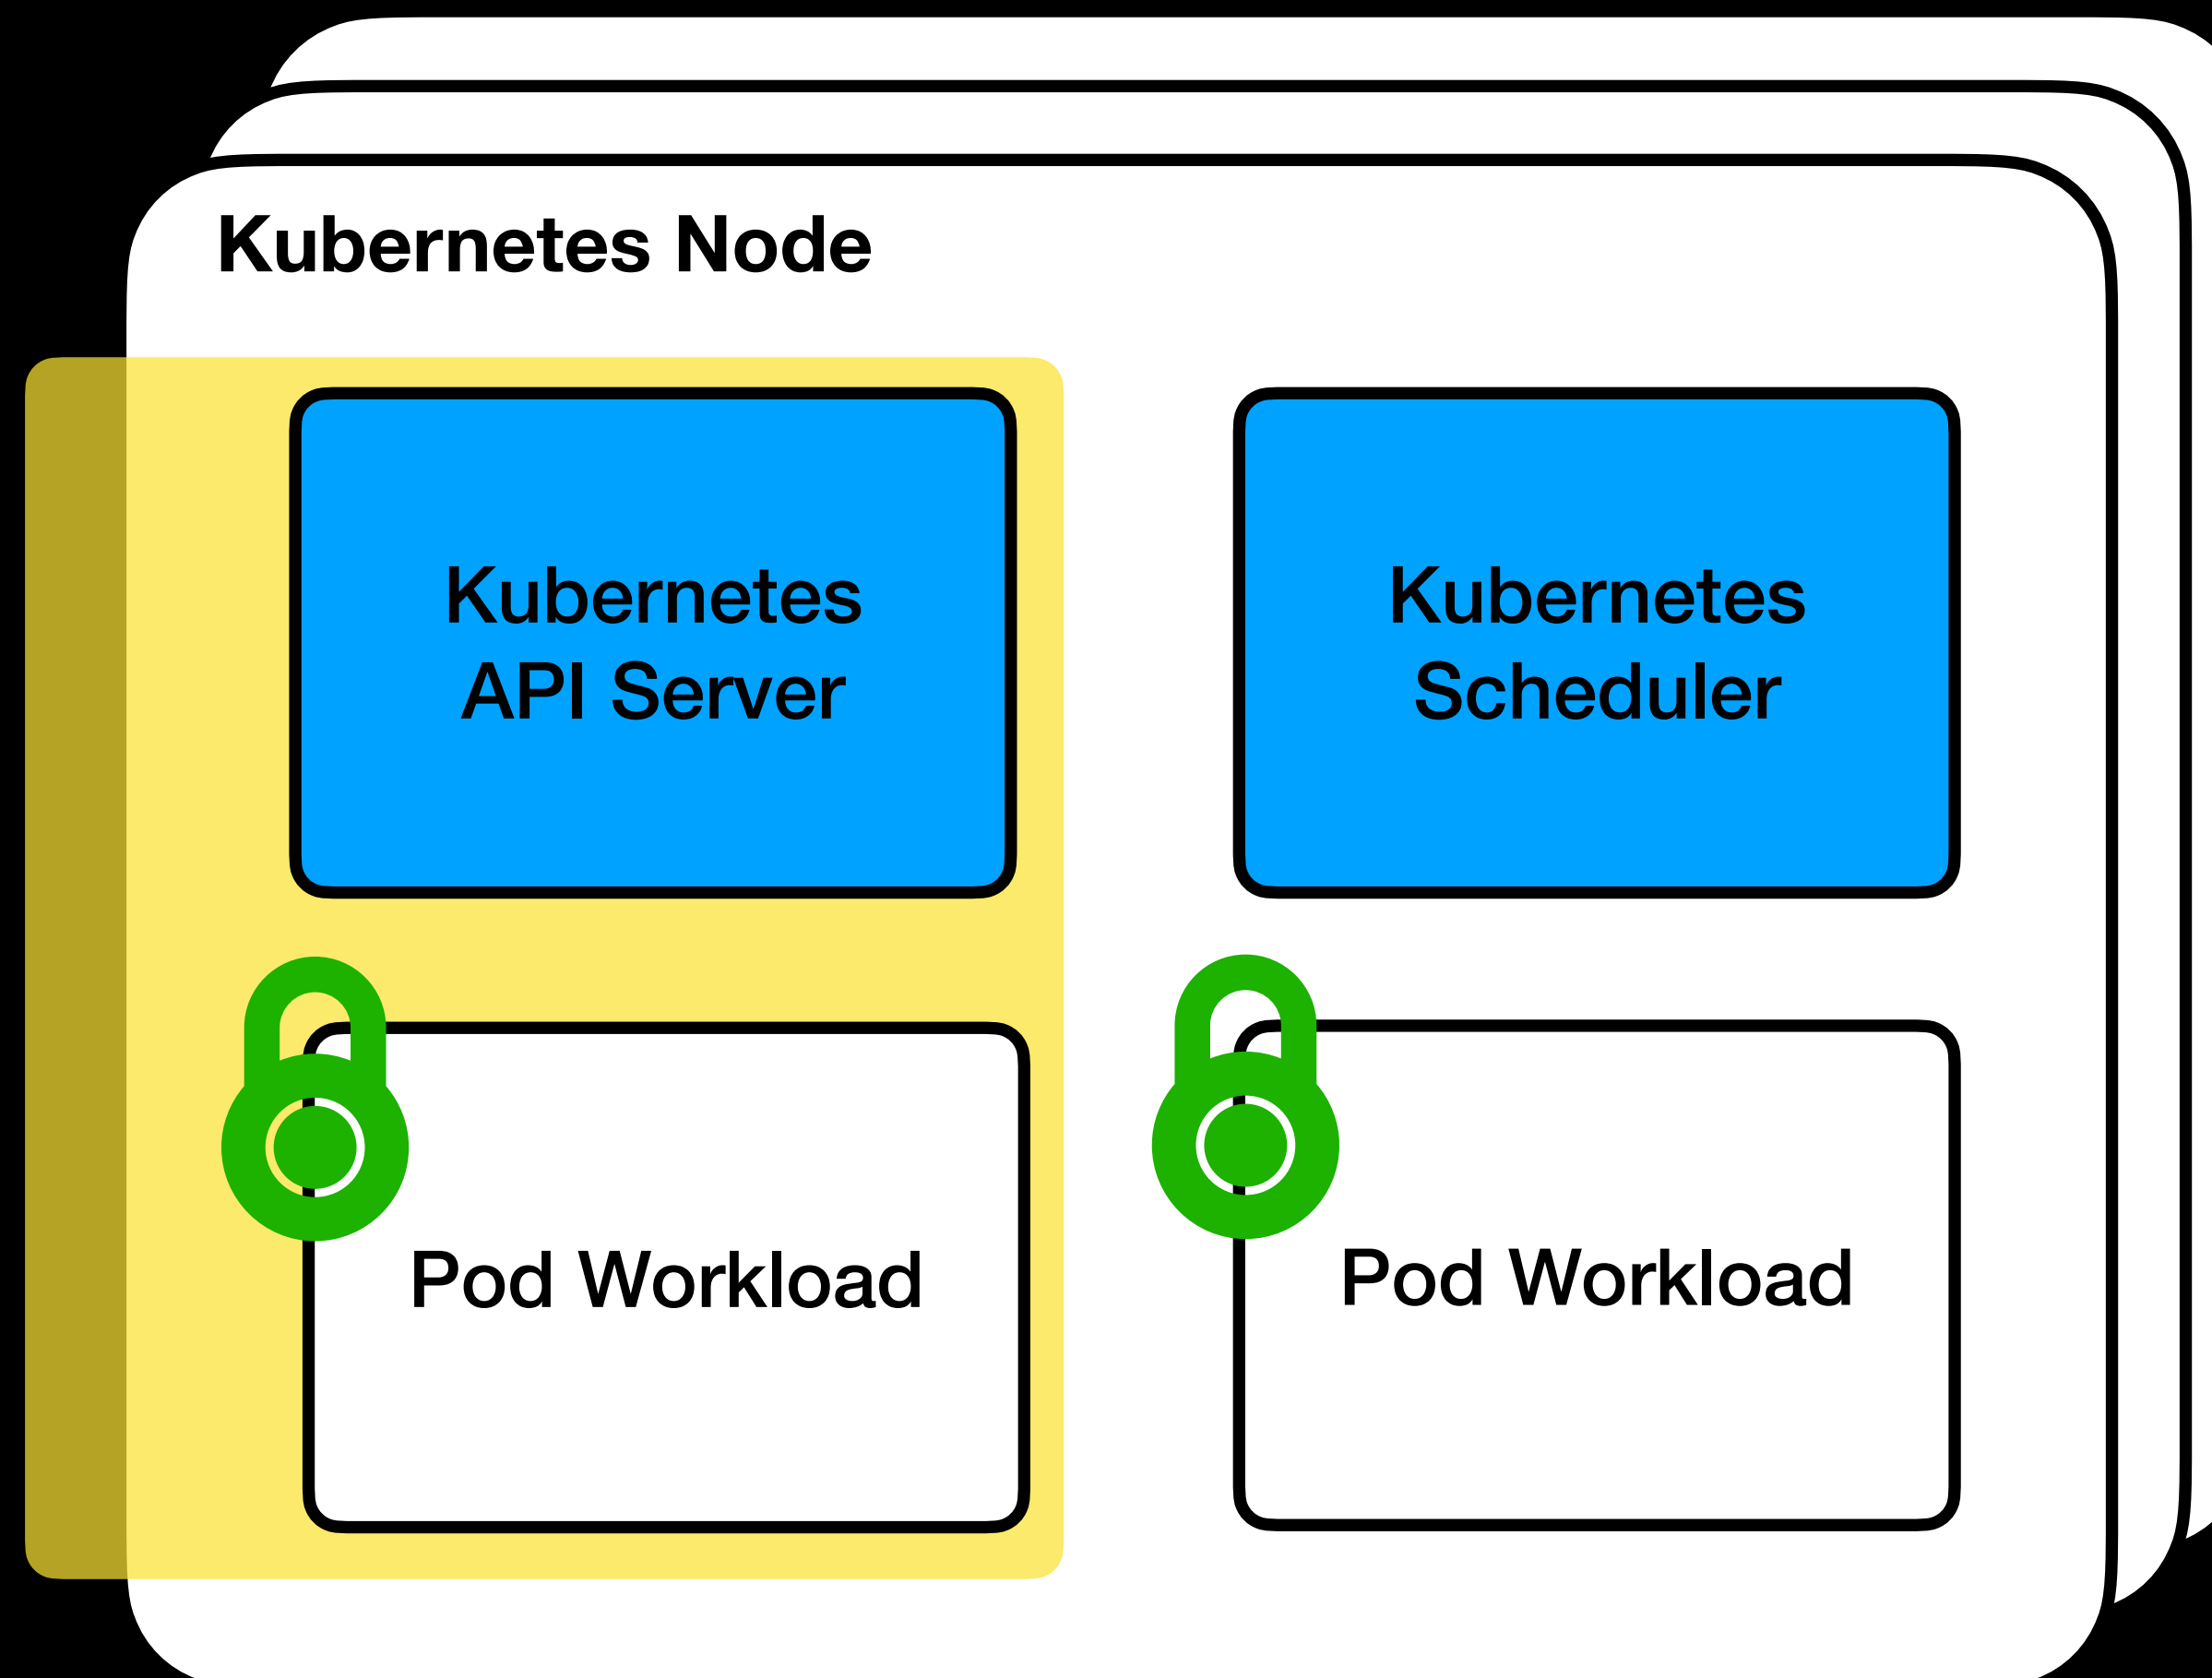 Kubernetes Node
Kubernetes
API Server
Kubernetes
Scheduler
Pod Workload
Pod Workload